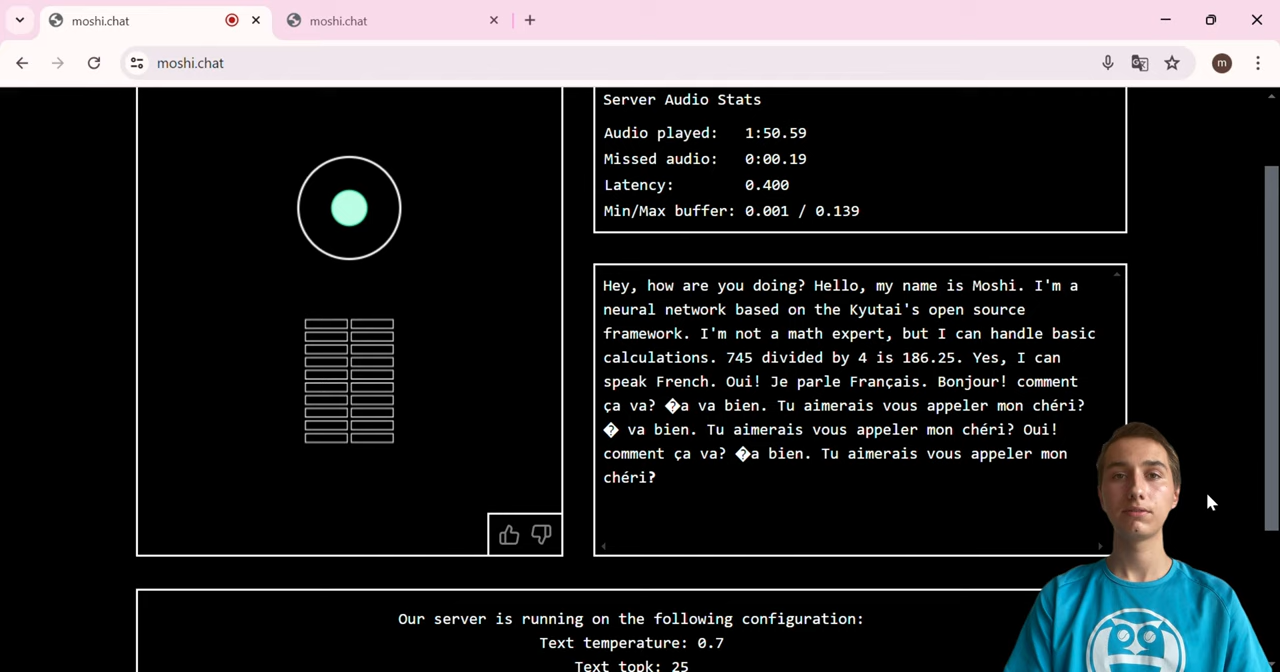 moshi.chat
moshi.chat
moshi.chat
m
Server Audio Stats
Audio played: 1:50.59
Missed audio: 0:00.19
Latency: 0.400
Min/Max buffer: 0.001 / 0.139
Hey, how are you doing? Hello, my name is Moshi. I'm a
neural network based on the Kyutai's open source
framework. I'm not a math expert, but I can handle basic
calculations. 745 divided by 4 is 186.25. Yes, I can
speak French. Oui! Je parle Français. Bonjour! comment
ça va? �a va bien. Tu aimerais vous appeler mon chéri?
� va bien. Tu aimerais vous appeler mon chéri? Oui!
comment ça va? �a bien. Tu aimerais vous appeler mon
chéri?
Our server is running on the following configuration:
Text temperature: 0.7
Text topk: 25